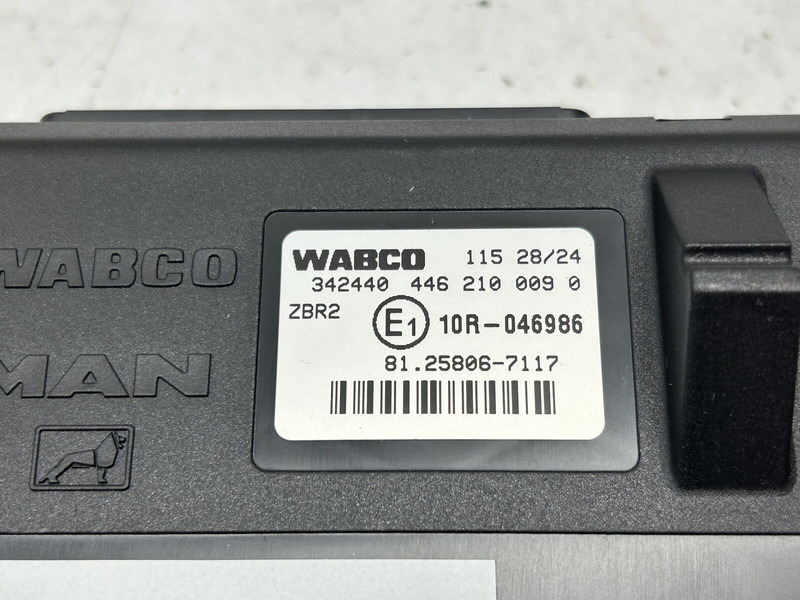 WABCO
MAN
WABCO 115 28/24
342440 446 210 009 0
ZBR2 E1 10R-046986
81.25806-7117